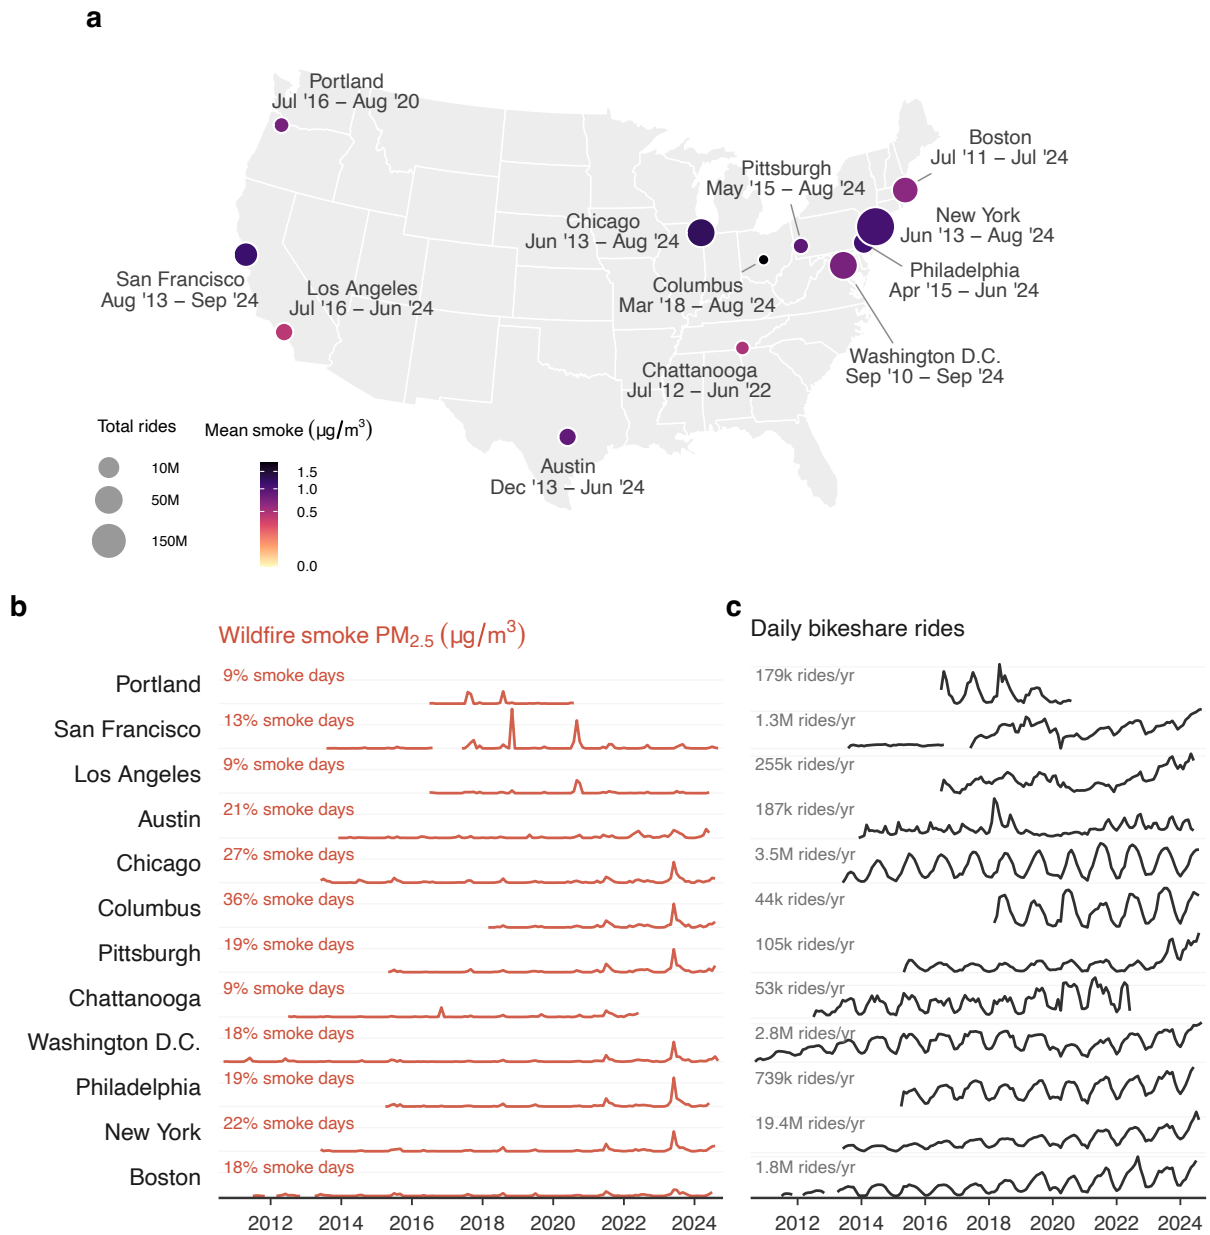 a
Portland
Jul '16 – Aug '20
Boston
Jul '11 – Jul '24
Pittsburgh
May '15 – Aug '24
Chicago
Jun '13 – Aug '24
New York
Jun '13 – Aug '24
Philadelphia
Apr '15 – Jun '24
San Francisco
Aug '13 – Sep '24
Los Angeles
Jul '16 – Jun '24
Columbus
Mar '18 – Aug '24
Washington D.C.
Sep '10 – Sep '24
Chattanooga
Jul '12 – Jun '22
Austin
Dec '13 – Jun '24
Total rides
10M
50M
150M
Mean smoke (µg/m³)
1.5
1.0
0.5
0.0
b
Wildfire smoke PM₂.₅ (µg/m³)
Portland
9% smoke days
San Francisco
13% smoke days
Los Angeles
9% smoke days
Austin
21% smoke days
Chicago
27% smoke days
Columbus
36% smoke days
Pittsburgh
19% smoke days
Chattanooga
9% smoke days
Washington D.C.
18% smoke days
Philadelphia
19% smoke days
New York
22% smoke days
Boston
18% smoke days
2012 2014 2016 2018 2020 2022 2024
c
Daily bikeshare rides
179k rides/yr
1.3M rides/yr
255k rides/yr
187k rides/yr
3.5M rides/yr
44k rides/yr
105k rides/yr
53k rides/yr
2.8M rides/yr
739k rides/yr
19.4M rides/yr
1.8M rides/yr
2012 2014 2016 2018 2020 2022 2024